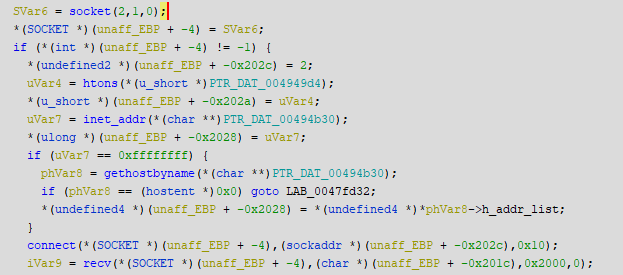 SVar6 = socket(2,1,0);
*(SOCKET *)(unaff_EBP + -4) = SVar6;
if (*(int *)(unaff_EBP + -4) != -1) {
*(undefined2 *)(unaff_EBP + -0x202c) = 2;
uVar4 = htons(*(u_short *)PTR_DAT_004949d4);
*(u_short *)(unaff_EBP + -0x202a) = uVar4;
uVar7 = inet_addr(*(char **)PTR_DAT_00494b30);
*(ulong *)(unaff_EBP + -0x2028) = uVar7;
if (uVar7 == 0xffffffff) {
phVar8 = gethostbyname(*(char **)PTR_DAT_00494b30);
if (phVar8 == (hostent *)0x0) goto LAB_0047fd32;
*(undefined4 *)(unaff_EBP + -0x2028) = *(undefined4 *)*phVar8->h_addr_list;
}
connect(*(SOCKET *)(unaff_EBP + -4),(sockaddr *)(unaff_EBP + -0x202c),0x10);
iVar9 = recv(*(SOCKET *)(unaff_EBP + -4),(char *)(unaff_EBP + -0x201c),0x2000,0);